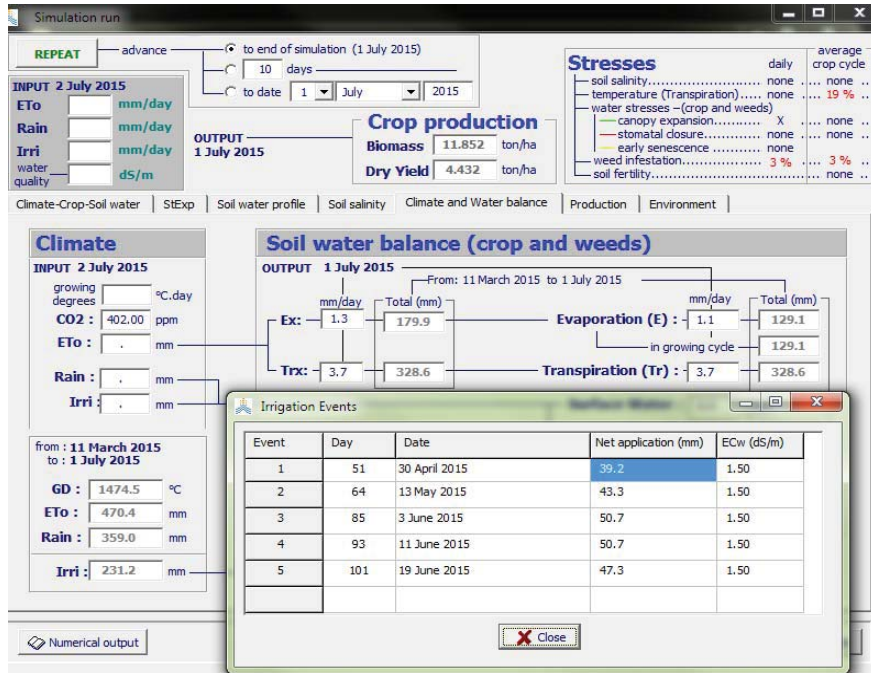 Simulation run
REPEAT
advance
to end of simulation (1 July 2015)
10 days
to date 1 July 2015
INPUT 2 July 2015
ETo mm/day
Rain mm/day
Irri mm/day
water quality dS/m
OUTPUT
1 July 2015
Crop production
Biomass 11.852 ton/ha
Dry Yield 4.432 ton/ha
Stresses daily average crop cycle
soil salinity........................... none .... none ..
temperature (Transpiration)..... none .... 19 % ..
water stresses –(crop and weeds)
canopy expansion........... X .... none ..
stomatal closure............. none .... none ..
early senescence ............ none
weed infestation.................... 3 % .... 3 % ..
soil fertility................................... none ..
Climate-Crop-Soil water StExp Soil water profile Soil salinity Climate and Water balance Production Environment
Climate
INPUT 2 July 2015
growing degrees °C.day
CO2 : 402.00 ppm
ETo : . mm
Rain : . mm
Irri : . mm
from : 11 March 2015
to : 1 July 2015
GD : 1474.5 °C
ETo : 470.4 mm
Rain : 359.0 mm
Irri : 231.2 mm
Soil water balance (crop and weeds)
OUTPUT 1 July 2015
From: 11 March 2015 to 1 July 2015
mm/day Total (mm) mm/day Total (mm)
Ex: 1.3 179.9 Evaporation (E) : 1.1 129.1
in growing cycle 129.1
Trx: 3.7 328.6 Transpiration (Tr) : 3.7 328.6
Irrigation Events
Event Day Date Net application (mm) ECw (dS/m)
1 51 30 April 2015 39.2 1.50
2 64 13 May 2015 43.3 1.50
3 85 3 June 2015 50.7 1.50
4 93 11 June 2015 50.7 1.50
5 101 19 June 2015 47.3 1.50
Close
Numerical output